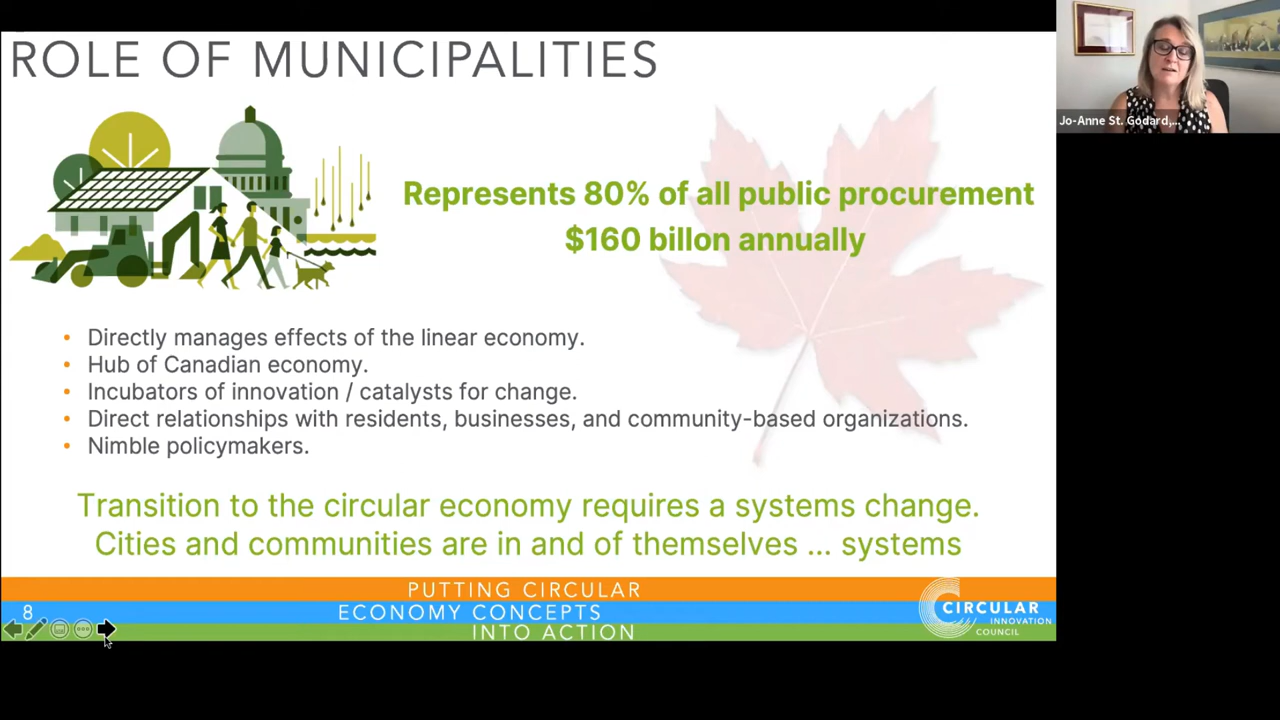 ROLE OF MUNICIPALITIES
Represents 80% of all public procurement
$160 billon annually
• Directly manages effects of the linear economy.
• Hub of Canadian economy.
• Incubators of innovation / catalysts for change.
• Direct relationships with residents, businesses, and community-based organizations.
• Nimble policymakers.
Transition to the circular economy requires a systems change.
Cities and communities are in and of themselves ... systems
PUTTING CIRCULAR
ECONOMY CONCEPTS
INTO ACTION
8
CIRCULAR
INNOVATION
COUNCIL
Jo-Anne St. Godard,...